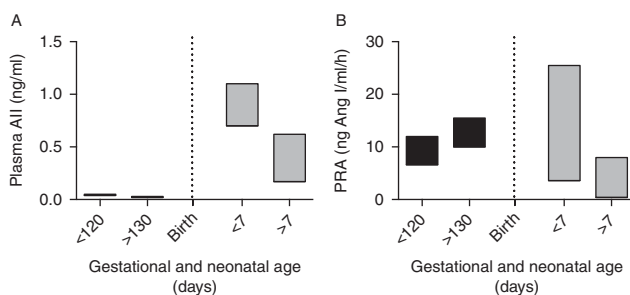 A
Plasma AII (ng/ml)
1.5
1.0
0.5
0.0
<120
>130
Birth
<7
>7
Gestational and neonatal age
(days)
B
PRA (ng Ang I/ml/h)
30
20
10
0
<120
>130
Birth
<7
>7
Gestational and neonatal age
(days)